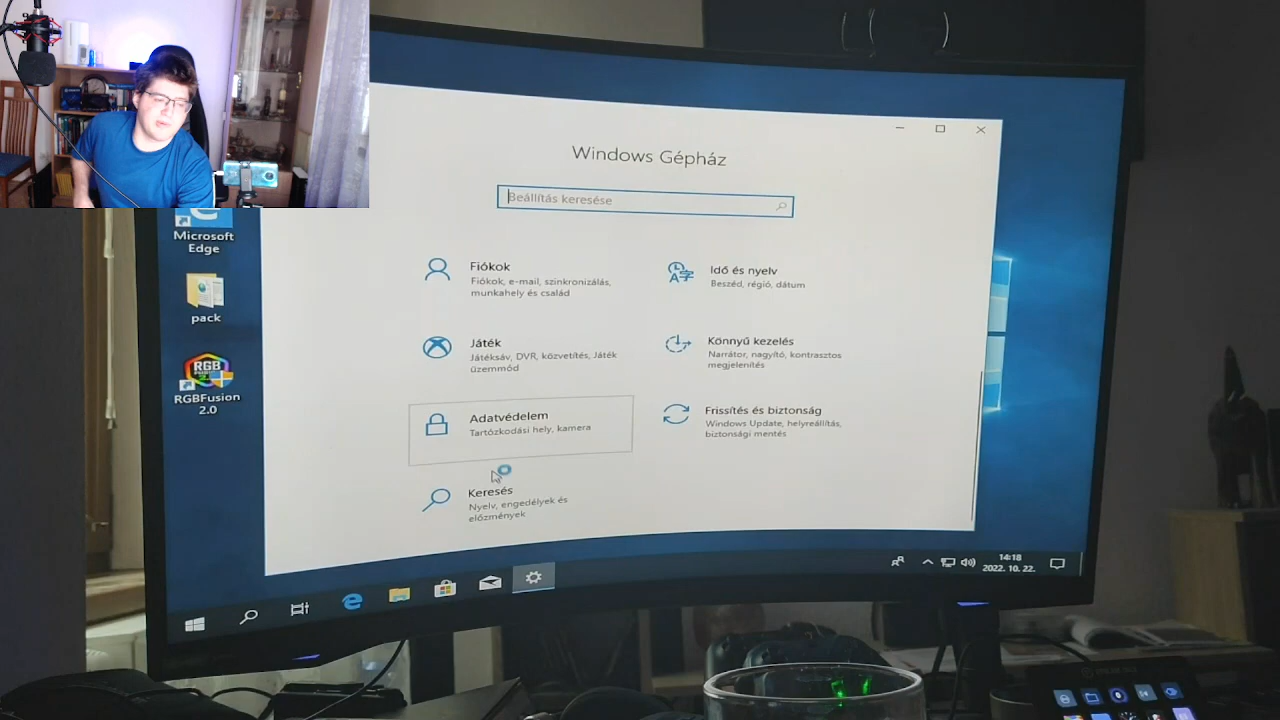 Windows Gépház
Beállítás keresése
Microsoft
Edge
pack
RGB
RGBFusion
2.0
Fiókok
Fiókok, e-mail, szinkronizálás,
munkahely és család
Idő és nyelv
Beszéd, régió, dátum
Játék
Játéksáv, DVR, közvetítés, Játék
üzemmód
Könnyű kezelés
Narrátor, nagyító, kontrasztos
megjelenítés
Adatvédelem
Tartózkodási hely, kamera
Frissítés és biztonság
Windows Update, helyreállítás,
biztonsági mentés
Keresés
Nyelv, engedélyek és
előzmények
14:18
2022. 10. 22.